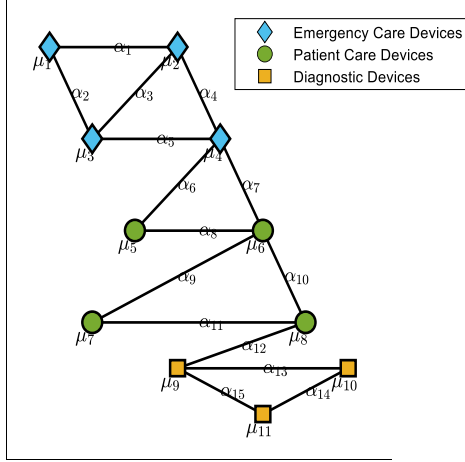 Emergency Care Devices
Patient Care Devices
Diagnostic Devices
μ1 α1 μ2
α2 α3 α4
μ3 α5 μ4
α6 α7
μ5 α8 μ6
α9 α10
μ7 α11 μ8
α12
μ9 α13 μ10
α15 α14
μ11